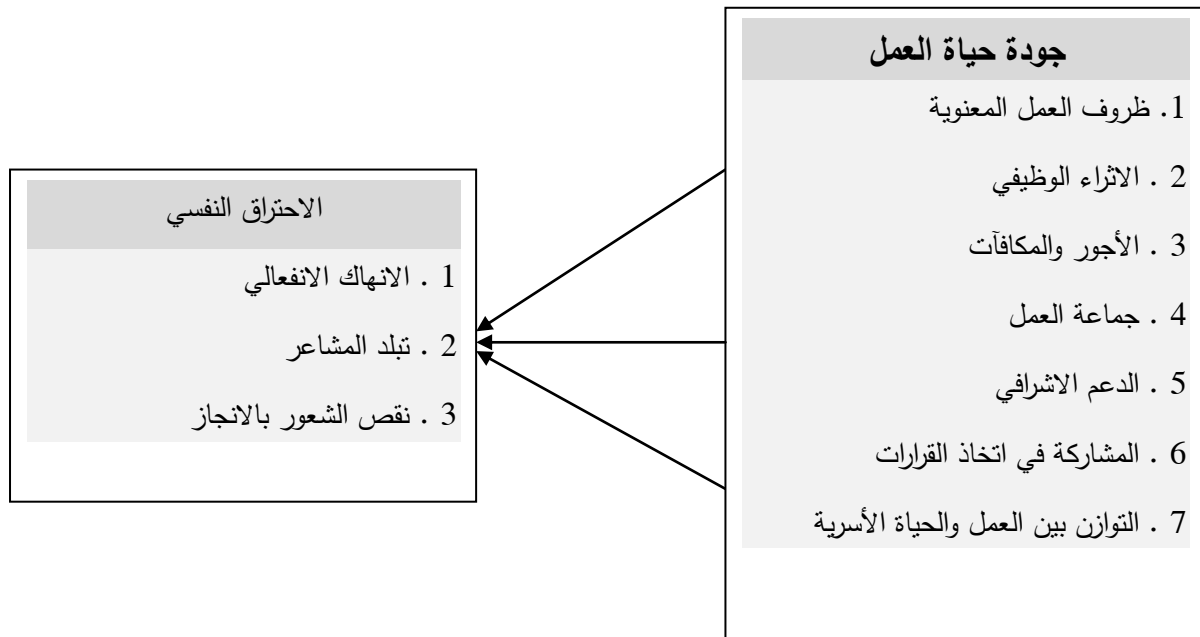 جودة حياة العمل
1. ظروف العمل المعنوية
2 . الاثراء الوظيفي
3 . الأجور والمكافآت
4 . جماعة العمل
5 . الدعم الاشرافي
6 . المشاركة في اتخاذ القرارات
7 . التوازن بين العمل والحياة الأسرية
الاحتراق النفسي
1 . الانهاك الانفعالي
2 . تبلد المشاعر
3 . نقص الشعور بالانجاز